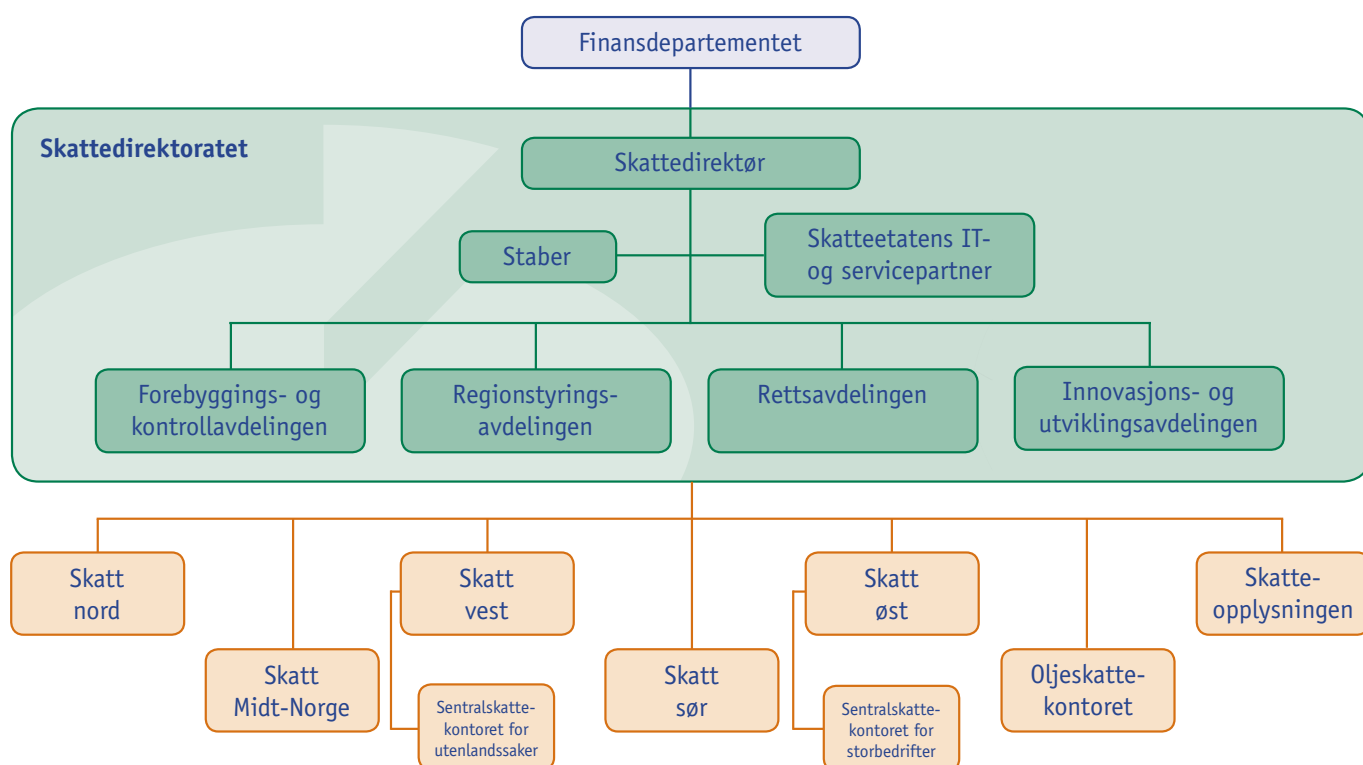 Finansdepartementet
Skattedirektoratet
Skattedirektør
Staber
Skatteetatens IT-
og servicepartner
Forebyggings- og
kontrollavdelingen
Regionstyrings-
avdelingen
Rettsavdelingen
Innovasjons- og
utviklingsavdelingen
Skatt
nord
Skatt
vest
Skatt
øst
Skatte-
opplysningen
Skatt
Midt-Norge
Sentralskatte-
kontoret for
utenlandssaker
Skatt
sør
Sentralskatte-
kontoret for
storbedrifter
Oljeskatte-
kontoret